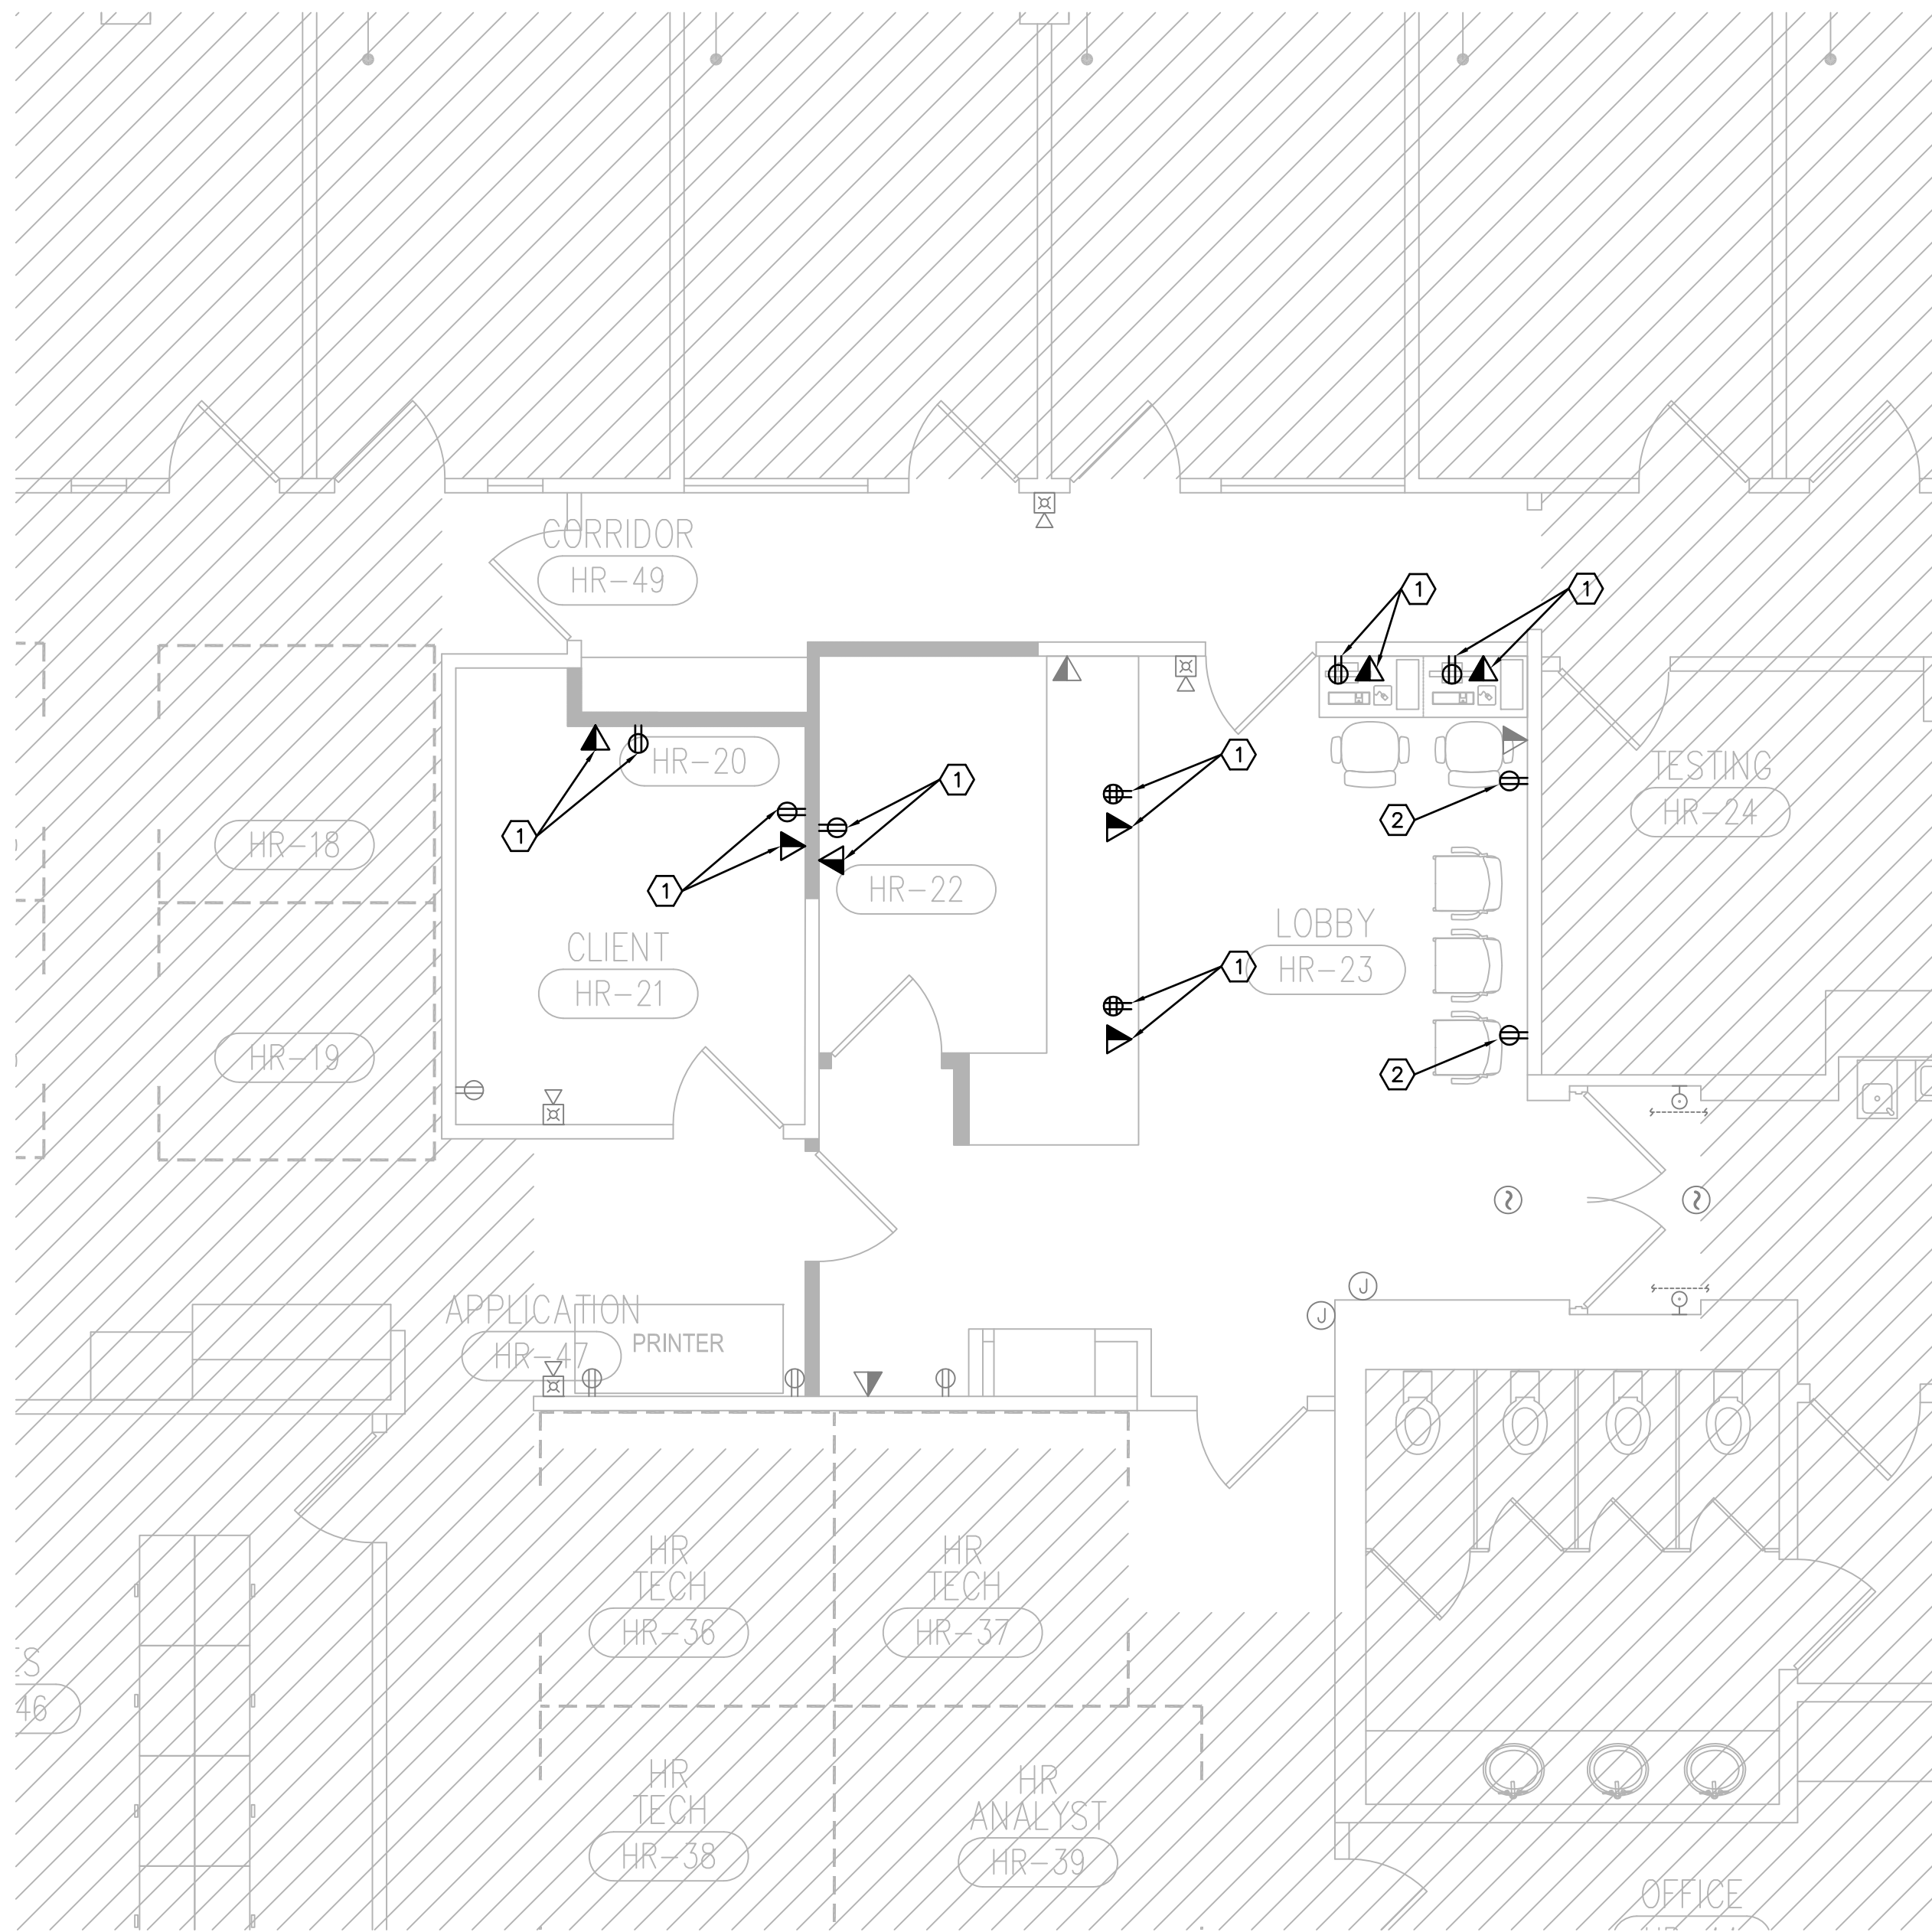 CORRIDOR
HR-49
1
1
HR-20
1
1
1
2
TESTING
HR-24
HR-18
1
1
HR-22
LOBBY
HR-23
1
CLIENT
HR-21
HR-19
2
J
J
APPLICATION
HR-47
PRINTER
HR
TECH
HR-36
HR
TECH
HR-37
46
HR
TECH
HR-38
HR
ANALYST
HR-39
OFFICE